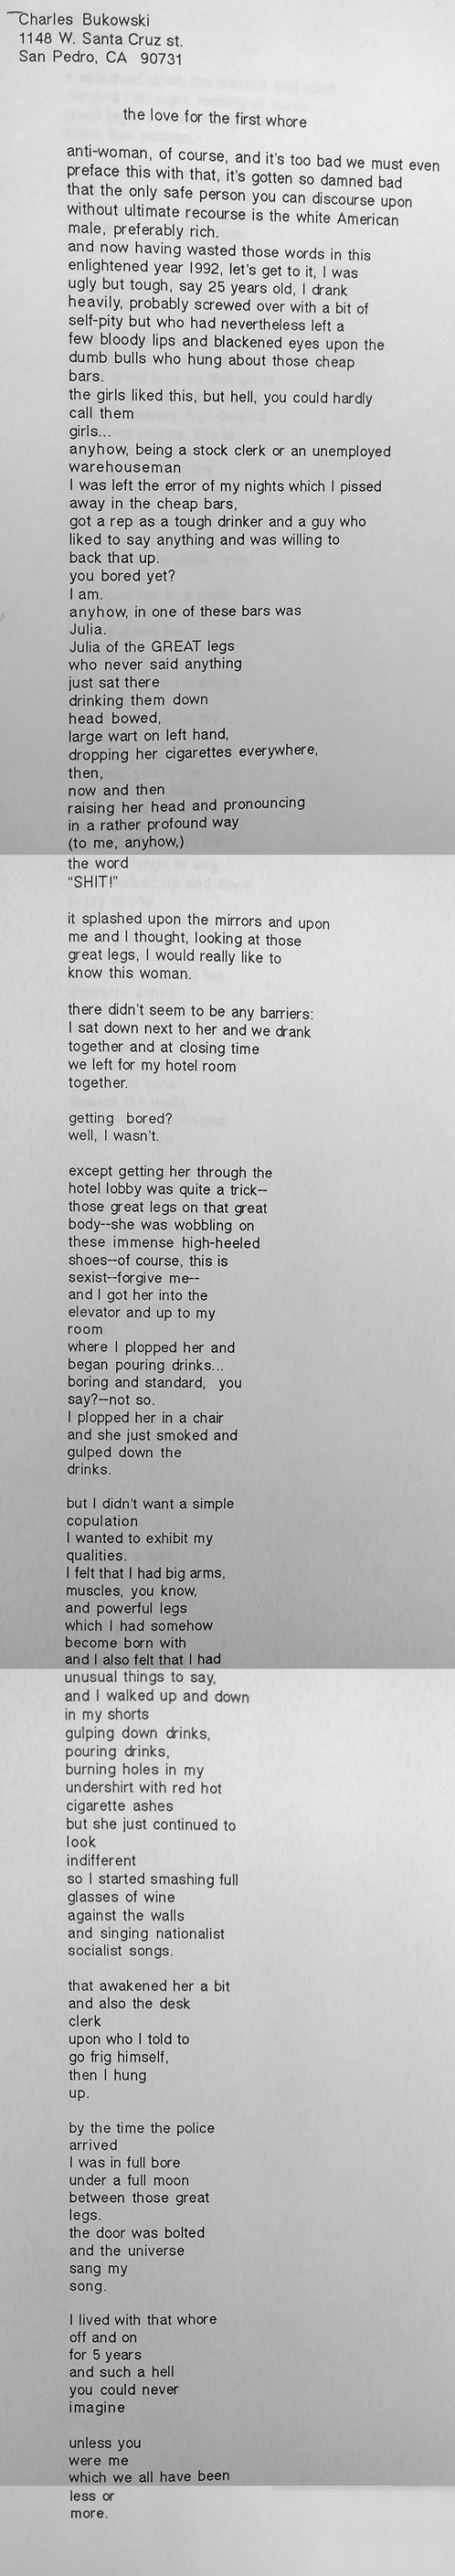 Charles Bukowski
1148 W. Santa Cruz st.
San Pedro, CA 90731
the love for the first whore
anti-woman, of course, and it's too bad we must even
preface this with that, it's gotten so damned bad
that the only safe person you can discourse upon
without ultimate recourse is the white American
male, preferably rich.
and now having wasted those words in this
enlightened year 1992, let's get to it, I was
ugly but tough, say 25 years old, I drank
heavily, probably screwed over with a bit of
self-pity but who had nevertheless left a
few bloody lips and blackened eyes upon the
dumb bulls who hung about those cheap
bars.
the girls liked this, but hell, you could hardly
call them
girls...
anyhow, being a stock clerk or an unemployed
warehouseman
I was left the error of my nights which I pissed
away in the cheap bars,
got a rep as a tough drinker and a guy who
liked to say anything and was willing to
back that up.
you bored yet?
I am.
anyhow, in one of these bars was
Julia.
Julia of the GREAT legs
who never said anything
just sat there
drinking them down
head bowed,
large wart on left hand,
dropping her cigarettes everywhere,
then,
now and then
raising her head and pronouncing
in a rather profound way
(to me, anyhow,)
the word
"SHIT!"
it splashed upon the mirrors and upon
me and I thought, looking at those
great legs, I would really like to
know this woman.
there didn't seem to be any barriers:
I sat down next to her and we drank
together and at closing time
we left for my hotel room
together.
getting bored?
well, I wasn't.
except getting her through the
hotel lobby was quite a trick--
those great legs on that great
body--she was wobbling on
these immense high-heeled
shoes--of course, this is
sexist--forgive me--
and I got her into the
elevator and up to my
room
where I plopped her and
began pouring drinks...
boring and standard, you
say?--not so.
I plopped her in a chair
and she just smoked and
gulped down the
drinks.
but I didn't want a simple
copulation
I wanted to exhibit my
qualities.
I felt that I had big arms,
muscles, you know,
and powerful legs
which I had somehow
become born with
and I also felt that I had
unusual things to say,
and I walked up and down
in my shorts
gulping down drinks,
pouring drinks,
burning holes in my
undershirt with red hot
cigarette ashes
but she just continued to
look
indifferent
so I started smashing full
glasses of wine
against the walls
and singing nationalist
socialist songs.
that awakened her a bit
and also the desk
clerk
upon who I told to
go frig himself,
then I hung
up.
by the time the police
arrived
I was in full bore
under a full moon
between those great
legs.
the door was bolted
and the universe
sang my
song.
I lived with that whore
off and on
for 5 years
and such a hell
you could never
imagine
unless you
were me
which we all have been
less or
more.